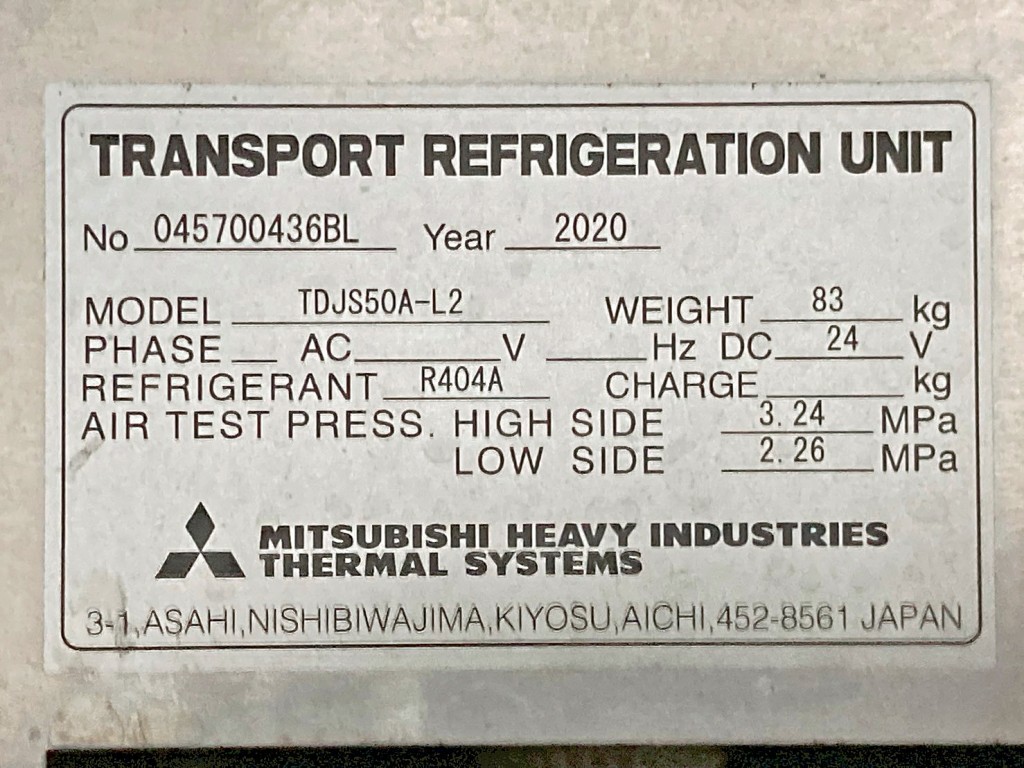 TRANSPORT REFRIGERATION UNIT
No 045700436BL Year 2020
MODEL TDJS50A-L2 WEIGHT 83 kg
PHASE AC V Hz DC 24 V
REFRIGERANT R404A CHARGE kg
AIR TEST PRESS. HIGH SIDE 3.24 MPa
LOW SIDE 2.26 MPa
MITSUBISHI HEAVY INDUSTRIES
THERMAL SYSTEMS
3-1,ASAHI,NISHIBIWAJIMA,KIYOSU,AICHI,452-8561 JAPAN